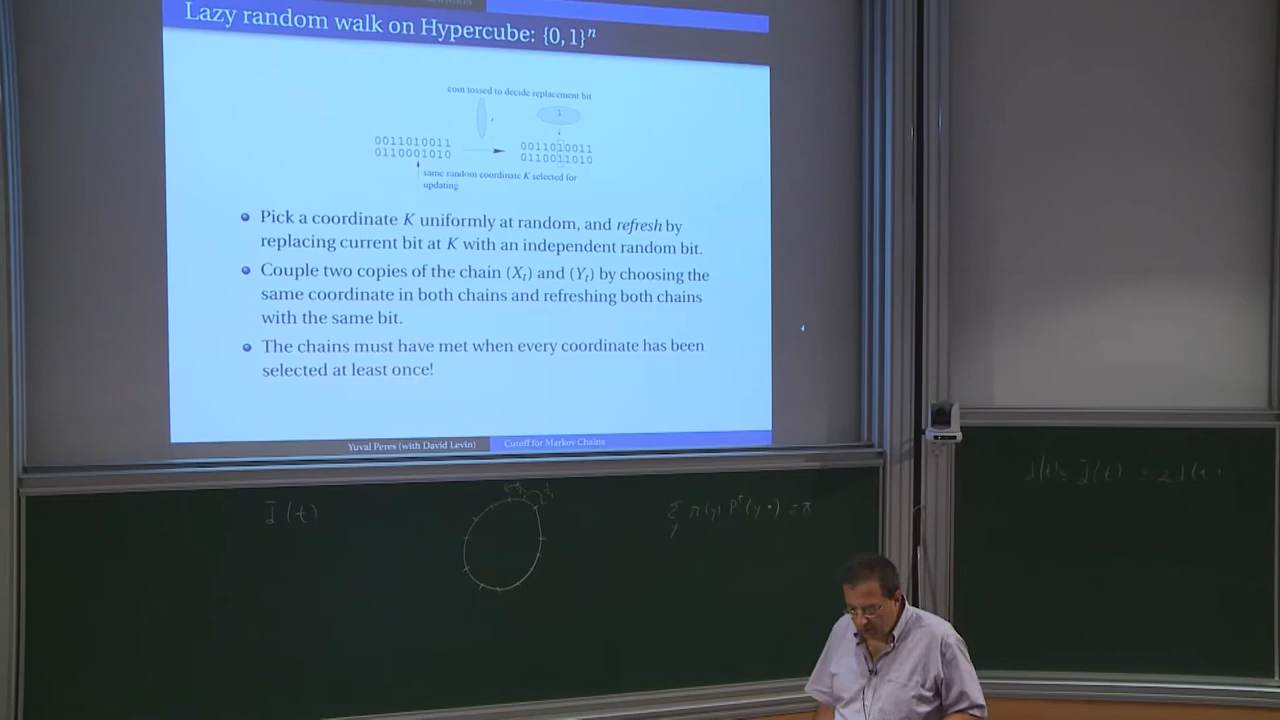 Lazy random walk on Hypercube: {0, 1}ⁿ
coin tossed to decide replacement bit
1
0011010011
0110001010
0011010011
0110011010
same random coordinate K selected for
updating
Pick a coordinate K uniformly at random, and refresh by
replacing current bit at K with an independent random bit.
Couple two copies of the chain (Xₜ) and (Yₜ) by choosing the
same coordinate in both chains and refreshing both chains
with the same bit.
The chains must have met when every coordinate has been
selected at least once!
Yuval Peres (with David Levin)
Cutoff for Markov Chains